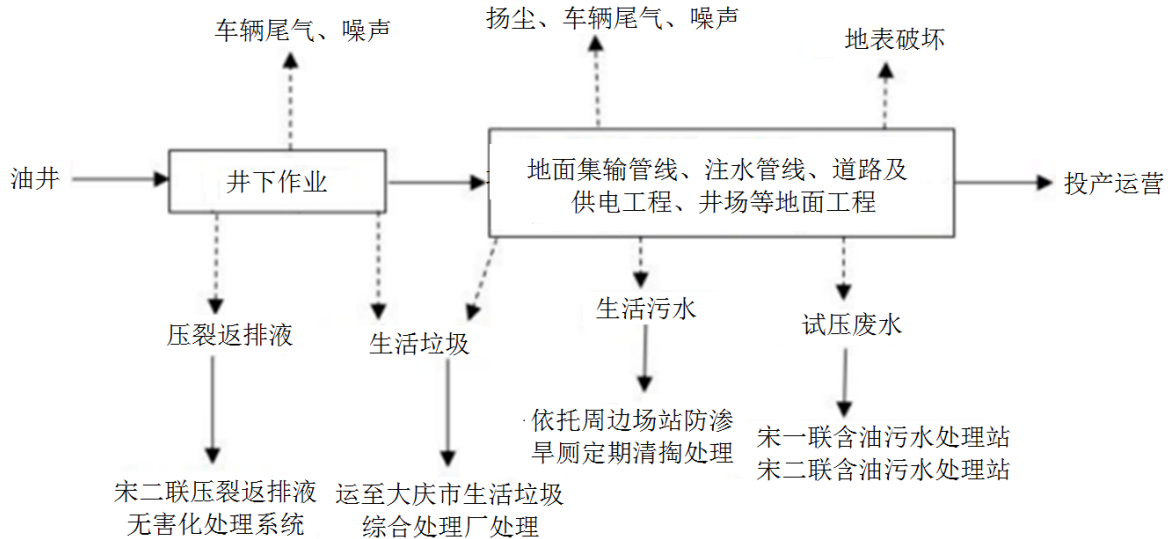 车辆尾气、噪声
扬尘、车辆尾气、噪声
地表破坏
油井
井下作业
地面集输管线、注水管线、道路及
供电工程、井场等地面工程
投产运营
压裂返排液
生活垃圾
生活污水
试压废水
宋二联压裂返排液
无害化处理系统
运至大庆市生活垃圾
综合处理厂处理
依托周边场站防渗
旱厕定期清掏处理
宋一联含油污水处理站
宋二联含油污水处理站